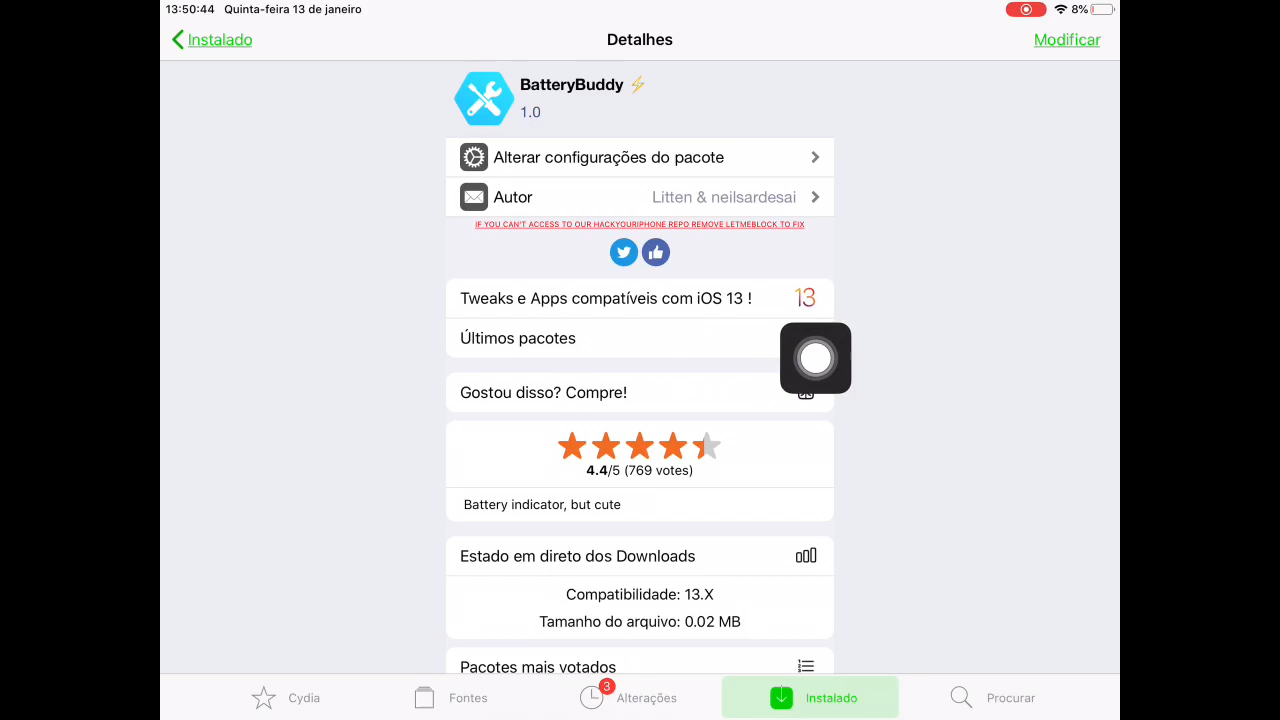 13:50:44 Quinta-feira 13 de janeiro
8%
Instalado
Detalhes
Modificar
BatteryBuddy ⚡
1.0
Alterar configurações do pacote
Autor
Litten & neilsardesai
IF YOU CAN'T ACCESS TO OUR HACKYOURIPHONE REPO REMOVE LETMEBLOCK TO FIX
Tweaks e Apps compatíveis com iOS 13 !
13
Últimos pacotes
Gostou disso? Compre!
4.4/5 (769 votes)
Battery indicator, but cute
Estado em direto dos Downloads
Compatibilidade: 13.X
Tamanho do arquivo: 0.02 MB
Pacotes mais votados
Cydia
Fontes
3
Alterações
Instalado
Procurar